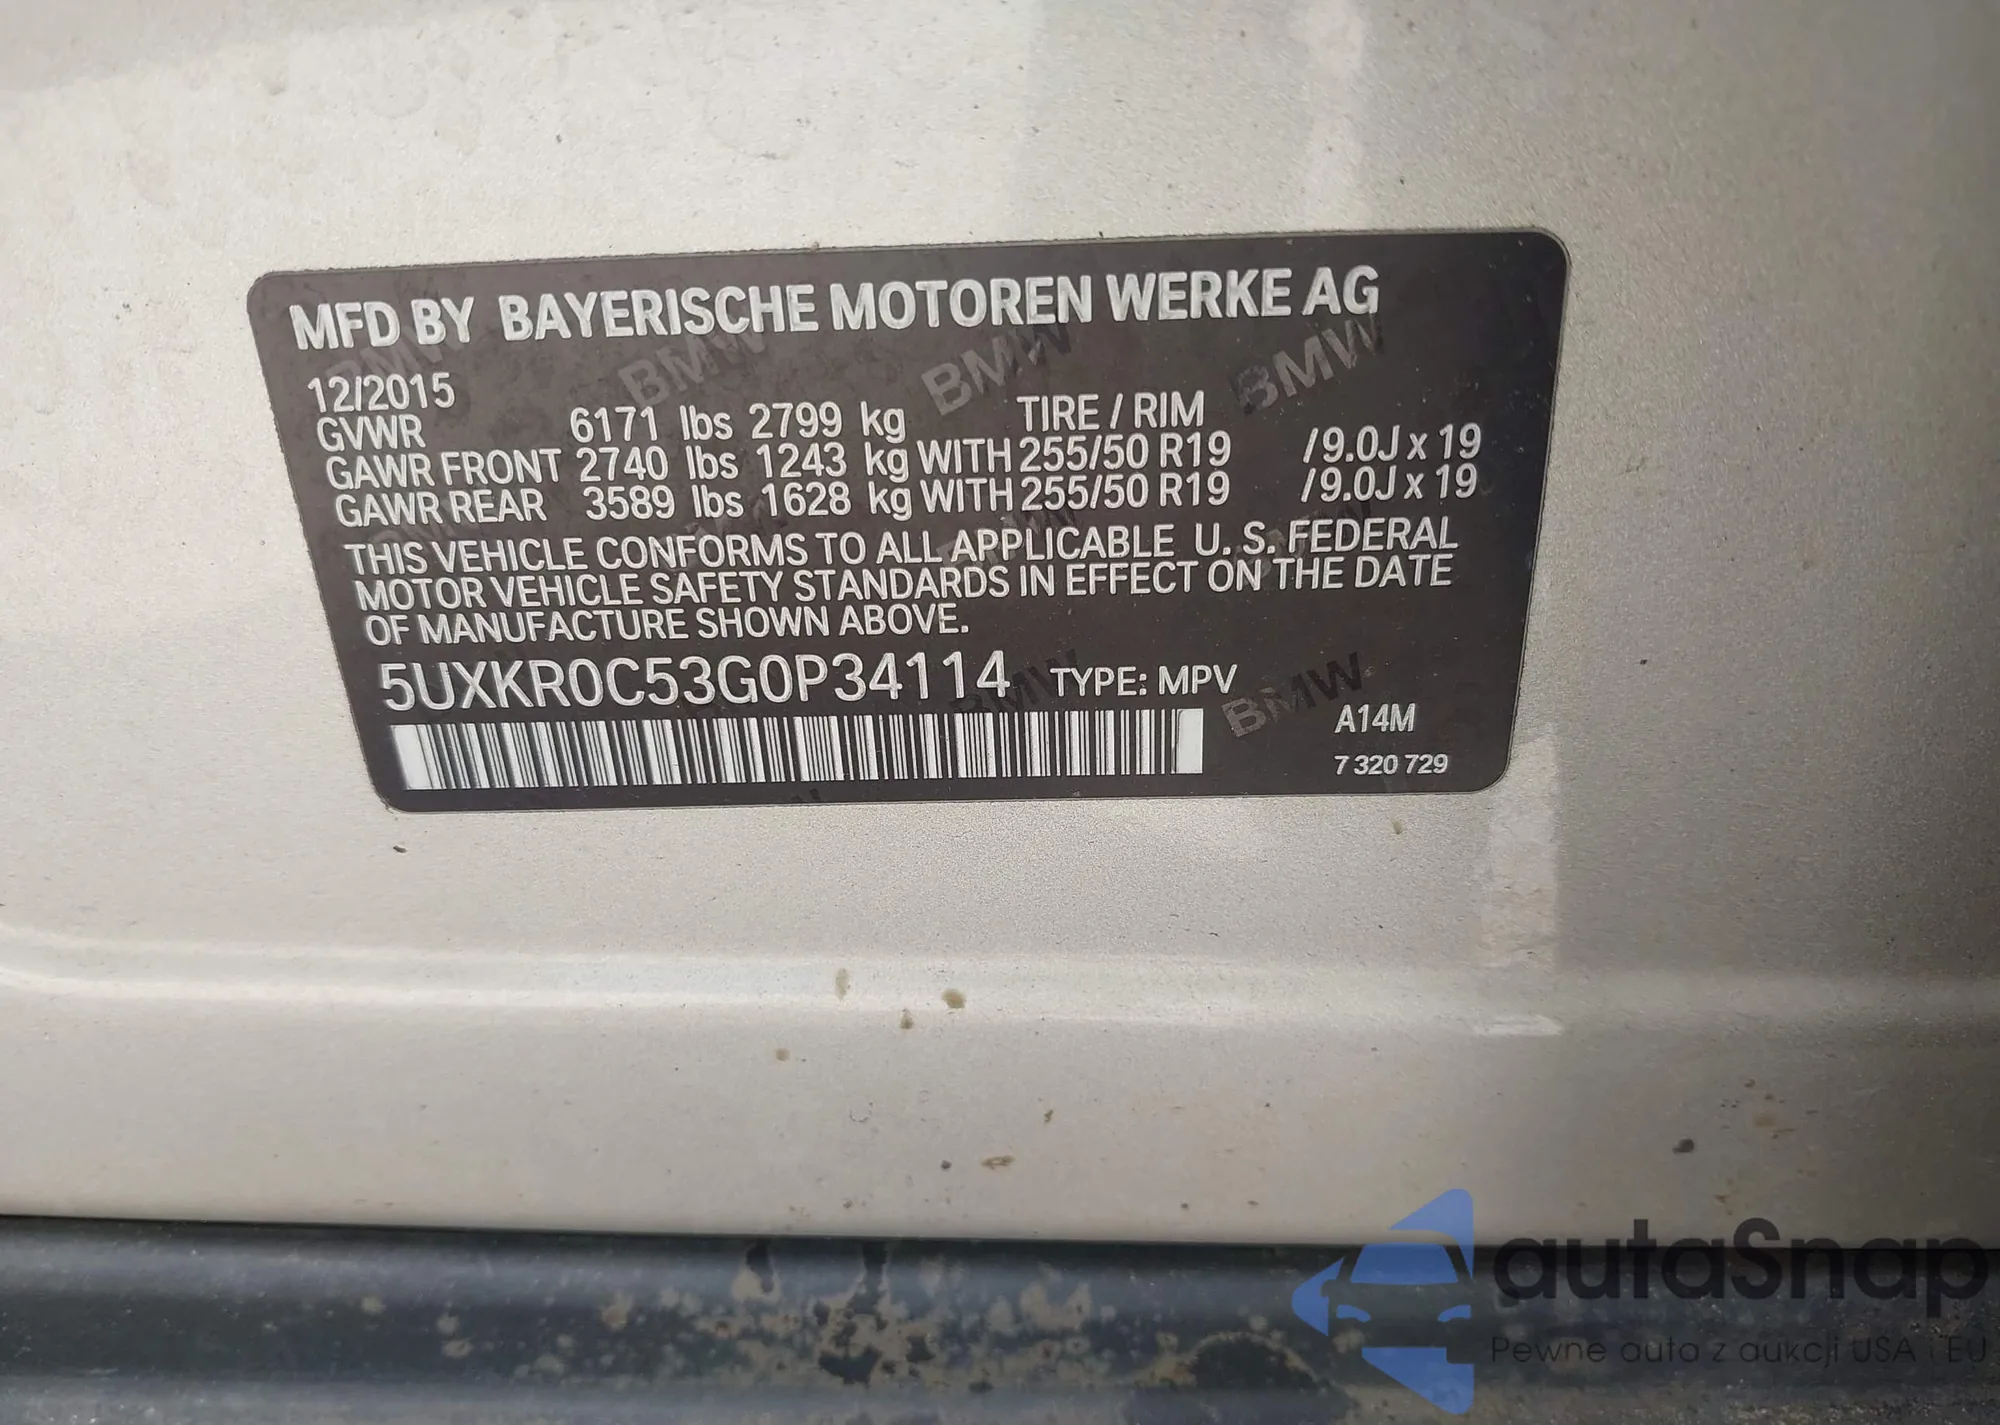 MFD BY BAYERISCHE MOTOREN WERKE AG
12/2015
GVWR 6171 lbs 2799 kg TIRE / RIM
GAWR FRONT 2740 lbs 1243 kg WITH 255/50 R19 /9.0J x 19
GAWR REAR 3589 lbs 1628 kg WITH 255/50 R19 /9.0J x 19
THIS VEHICLE CONFORMS TO ALL APPLICABLE U. S. FEDERAL
MOTOR VEHICLE SAFETY STANDARDS IN EFFECT ON THE DATE
OF MANUFACTURE SHOWN ABOVE.
5UXKR0C53G0P34114 TYPE: MPV
A14M
7 320 729
autaSnap
Pewne auta z aukcji USA i EU